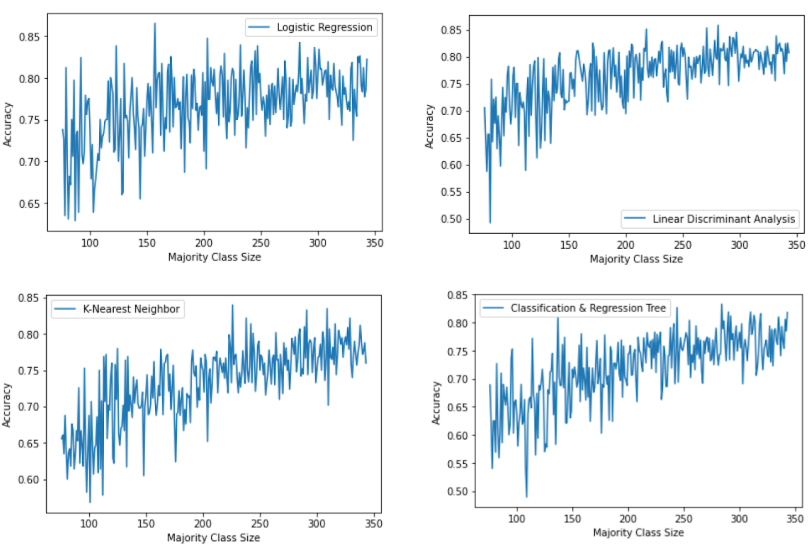 Logistic Regression
Accuracy
0.85
0.80
0.75
0.70
0.65
100 150 200 250 300 350
Majority Class Size
Linear Discriminant Analysis
Accuracy
0.85
0.80
0.75
0.70
0.65
0.60
0.55
0.50
100 150 200 250 300 350
Majority Class Size
K-Nearest Neighbor
Accuracy
0.85
0.80
0.75
0.70
0.65
0.60
100 150 200 250 300 350
Majority Class Size
Classification & Regression Tree
Accuracy
0.85
0.80
0.75
0.70
0.65
0.60
0.55
0.50
100 150 200 250 300 350
Majority Class Size